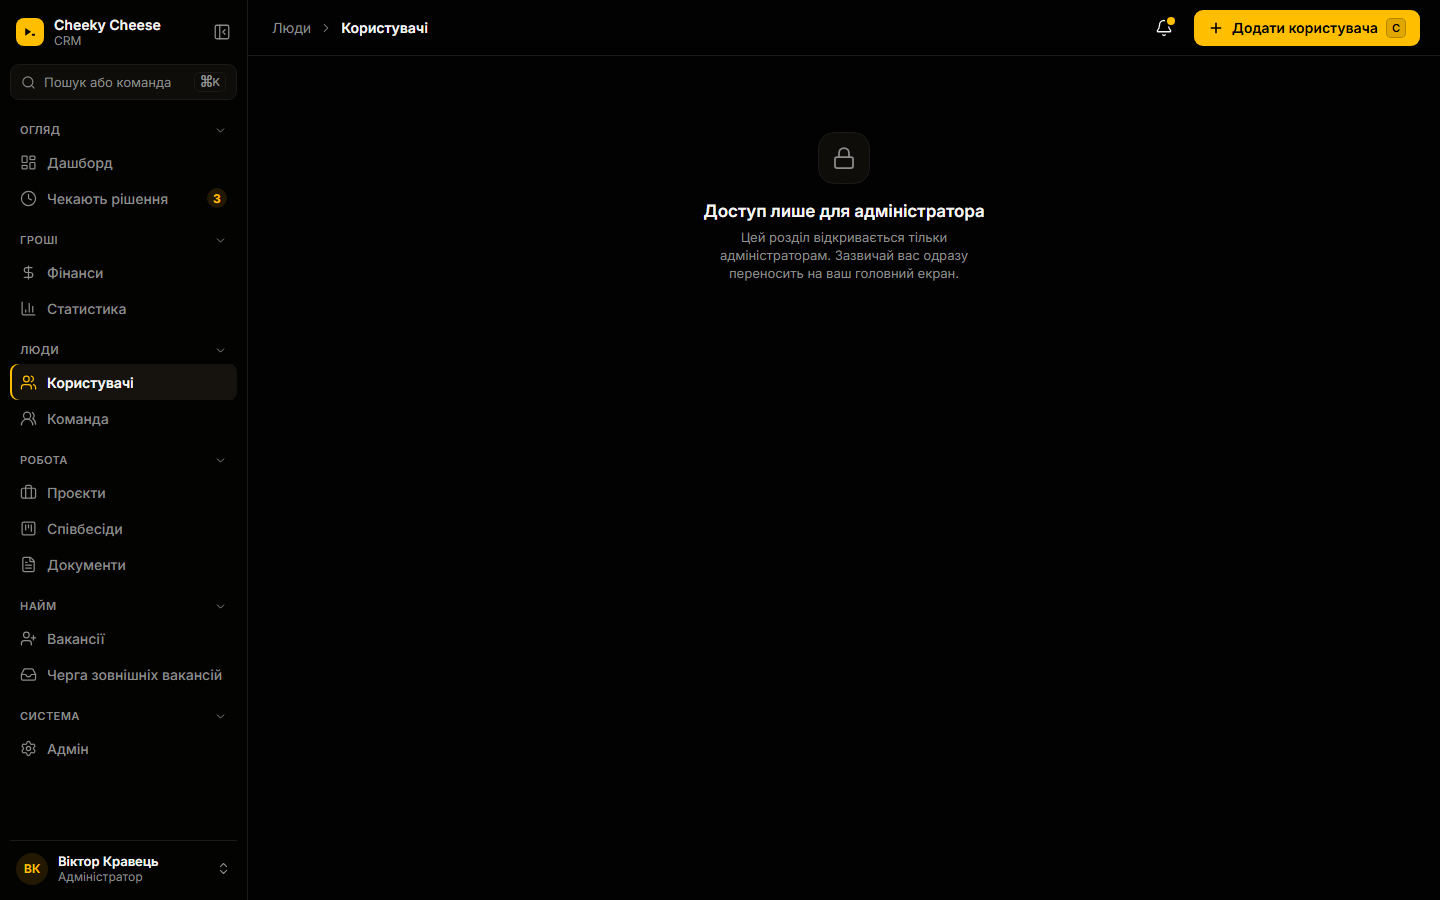 Cheeky Cheese
CRM
Пошук або команда
⌘K
ОГЛЯД
Дашборд
Чекають рішення
3
ГРОШІ
Фінанси
Статистика
ЛЮДИ
Користувачі
Команда
РОБОТА
Проєкти
Співбесіди
Документи
НАЙМ
Вакансії
Черга зовнішніх вакансій
СИСТЕМА
Адмін
ВК
Віктор Кравець
Адміністратор
Люди
Користувачі
Додати користувача
C
Доступ лише для адміністратора
Цей розділ відкривається тільки
адміністраторам. Зазвичай вас одразу
переносить на ваш головний екран.